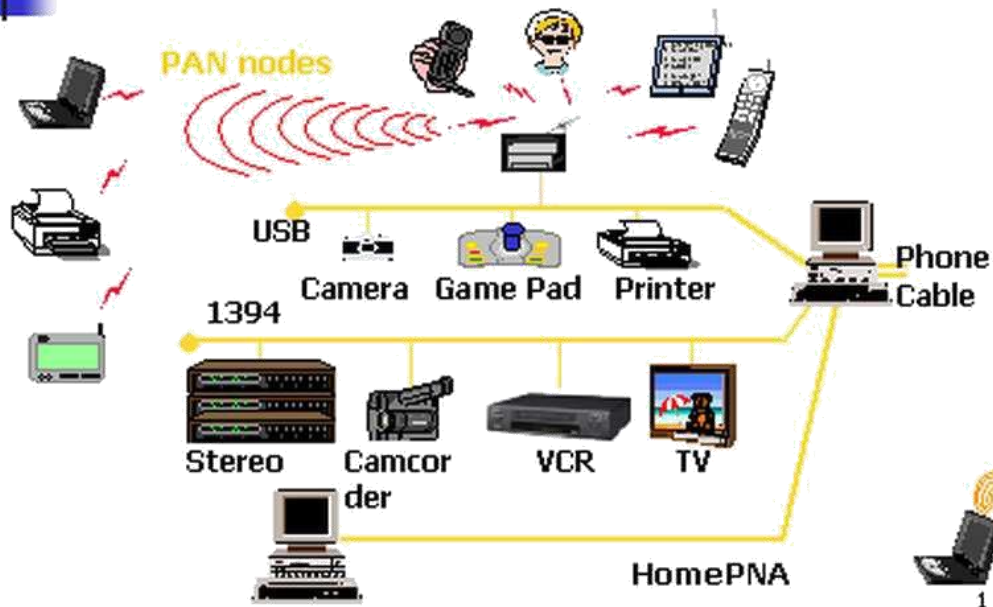 PAN nodes
USB
Phone
Cable
Camera
Game Pad
Printer
1394
Stereo
Camcor
der
VCR
TV
HomePNA
1